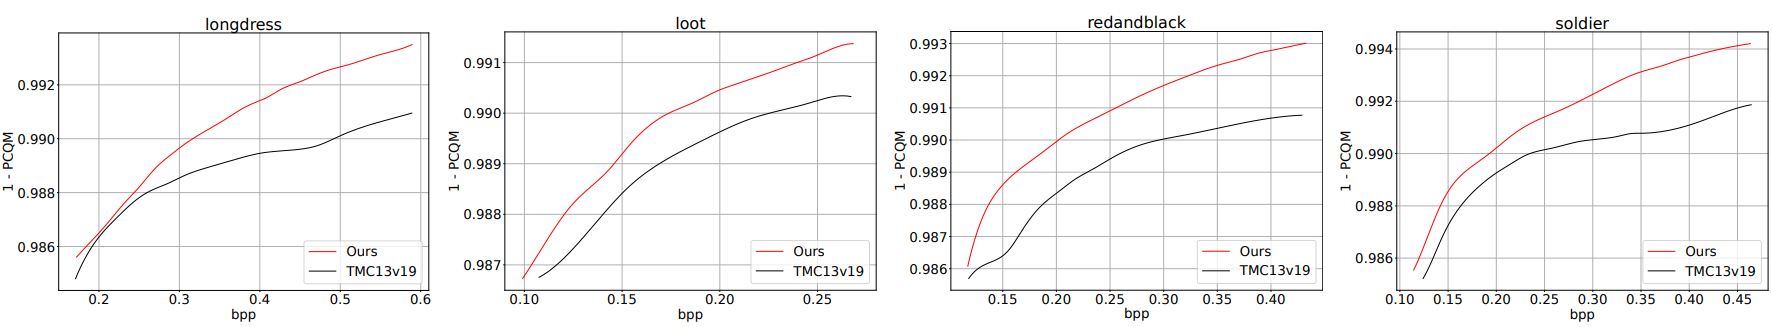 longdress
1 - PCQM
0.992
0.990
0.988
0.986
Ours
TMC13v19
0.2 0.3 0.4 0.5 0.6
bpp
loot
1 - PCQM
0.991
0.990
0.989
0.988
0.987
Ours
TMC13v19
0.10 0.15 0.20 0.25
bpp
redandblack
1 - PCQM
0.993
0.992
0.991
0.990
0.989
0.988
0.987
0.986
Ours
TMC13v19
0.15 0.20 0.25 0.30 0.35 0.40
bpp
soldier
1 - PCQM
0.994
0.992
0.990
0.988
0.986
Ours
TMC13v19
0.10 0.15 0.20 0.25 0.30 0.35 0.40 0.45
bpp